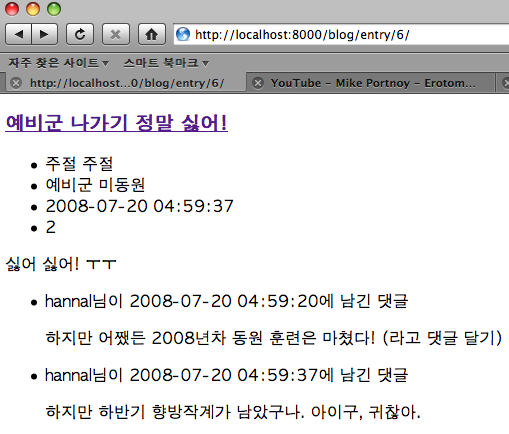 http://localhost:8000/blog/entry/6/
자주 찾은 사이트▼ 스마트 북마크▼
http://localhost...0/blog/entry/6/ YouTube – Mike Portnoy – Erotom...
예비군 나가기 정말 싫어!
주절 주절
예비군 미동원
2008-07-20 04:59:37
2
싫어 싫어! ㅜㅜ
hannal님이 2008-07-20 04:59:20에 남긴 댓글
하지만 어쨌든 2008년차 동원 훈련은 마쳤다! (라고 댓글 달기)
hannal님이 2008-07-20 04:59:37에 남긴 댓글
하지만 하반기 향방작계가 남았구나. 아이구, 귀찮아.